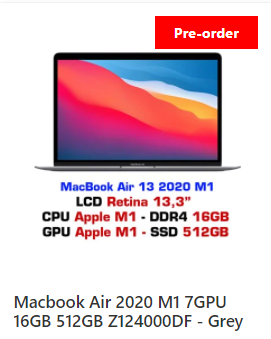 Pre-order
MacBook Air 13 2020 M1
LCD Retina 13,3"
CPU Apple M1 - DDR4 16GB
GPU Apple M1 - SSD 512GB
Macbook Air 2020 M1 7GPU
16GB 512GB Z124000DF - Grey